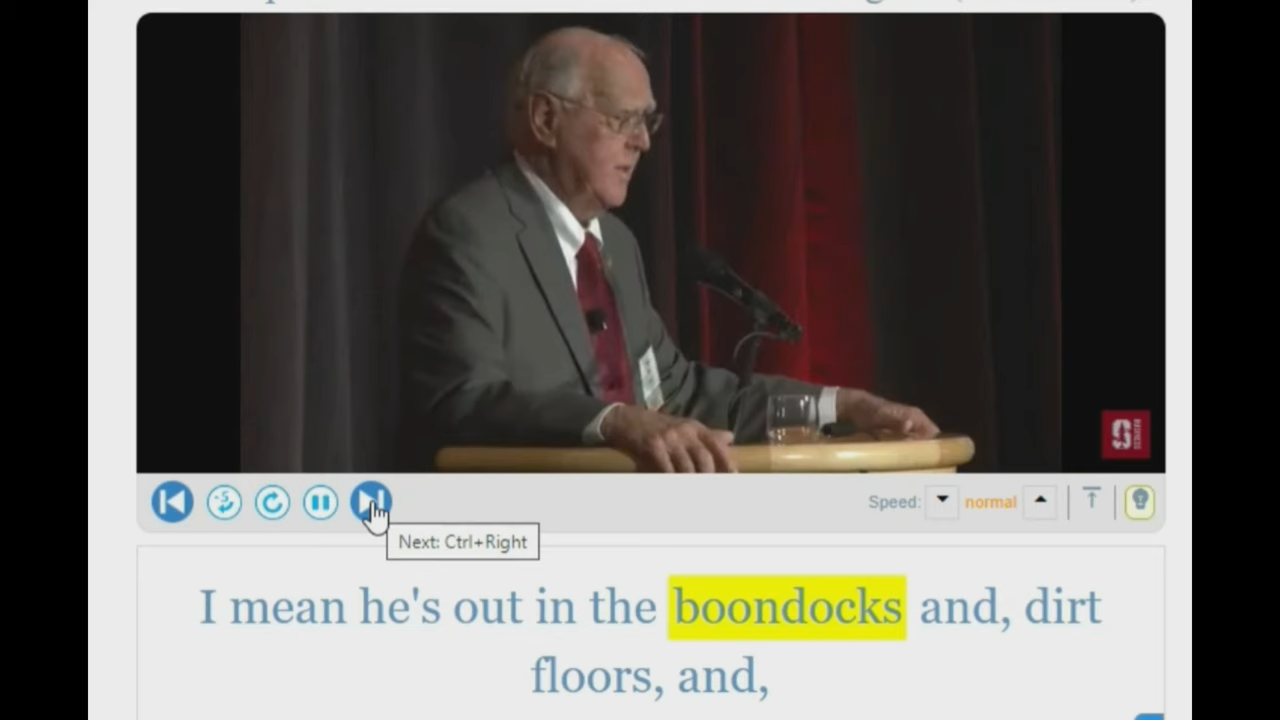 Speed: normal
Next: Ctrl+Right
I mean he's out in the boondocks and, dirt
floors, and,